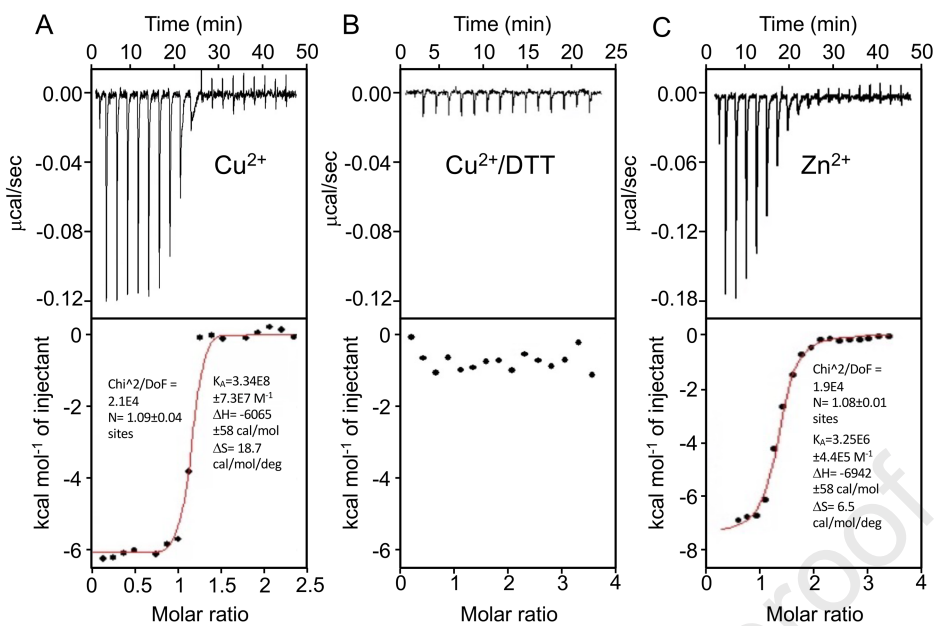 A
B
C
Time (min)
Time (min)
Time (min)
0 10 20 30 40 50
0 5 10 15 20 25
0 10 20 30 40 50
0.00
-0.04
-0.08
-0.12
µcal/sec
Cu2+
0.00
-0.04
-0.08
-0.12
µcal/sec
Cu2+/DTT
0.00
-0.06
-0.12
-0.18
µcal/sec
Zn2+
0
-2
-4
-6
kcal mol-1 of injectant
Chi^2/DoF =
2.1E4
N= 1.09±0.04
sites
KA=3.34E8
±7.3E7 M-1
ΔH= -6065
±58 cal/mol
ΔS= 18.7
cal/mol/deg
0 0.5 1 1.5 2 2.5
Molar ratio
0
-2
-4
-6
kcal mol-1 of injectant
0 1 2 3 4
Molar ratio
0
-2
-4
-6
-8
kcal mol-1 of injectant
Chi^2/DoF =
1.9E4
N= 1.08±0.01
sites
KA=3.25E6
±4.4E5 M-1
ΔH= -6942
±58 cal/mol
ΔS= 6.5
cal/mol/deg
0 1 2 3 4
Molar ratio
roof